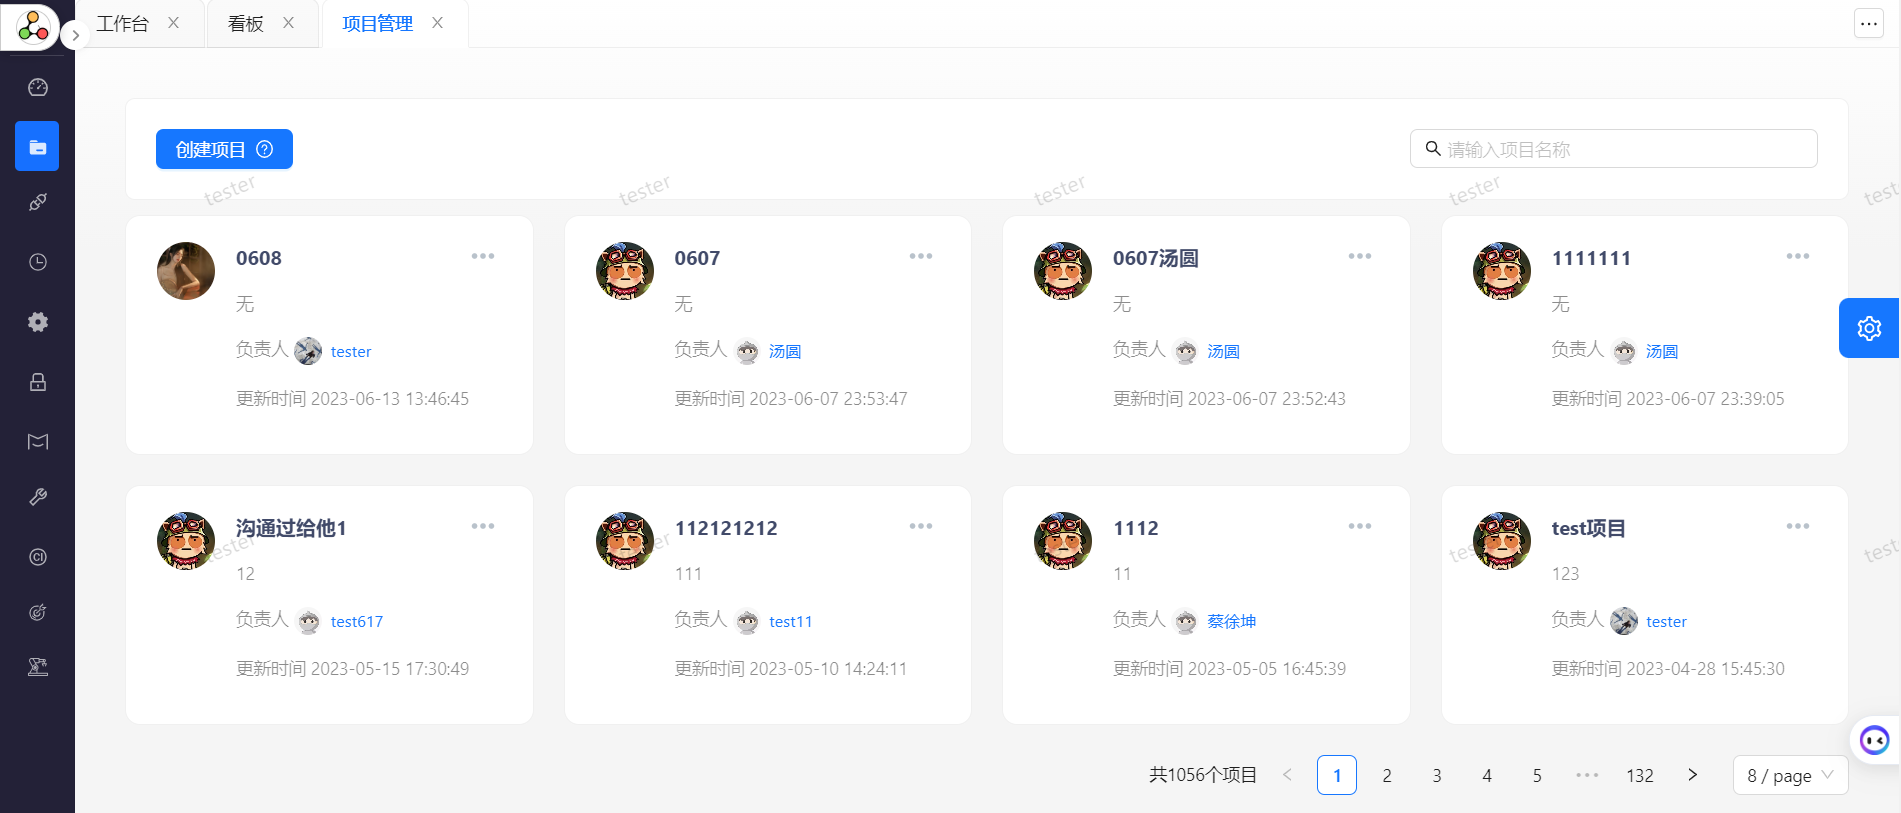 工作台
看板
项目管理
创建项目
请输入项目名称
tester tester tester tester test
0608
无
负责人 tester
更新时间 2023-06-13 13:46:45
0607
无
负责人 汤圆
更新时间 2023-06-07 23:53:47
0607汤圆
无
负责人 汤圆
更新时间 2023-06-07 23:52:43
1111111
无
负责人 汤圆
更新时间 2023-06-07 23:39:05
沟通过给他1
12
负责人 test617
更新时间 2023-05-15 17:30:49
112121212
111
负责人 test11
更新时间 2023-05-10 14:24:11
1112
11
负责人 蔡徐坤
更新时间 2023-05-05 16:45:39
test项目
123
负责人 tester
更新时间 2023-04-28 15:45:30
CI
共1056个项目 1 2 3 4 5 ••• 132 8 / page